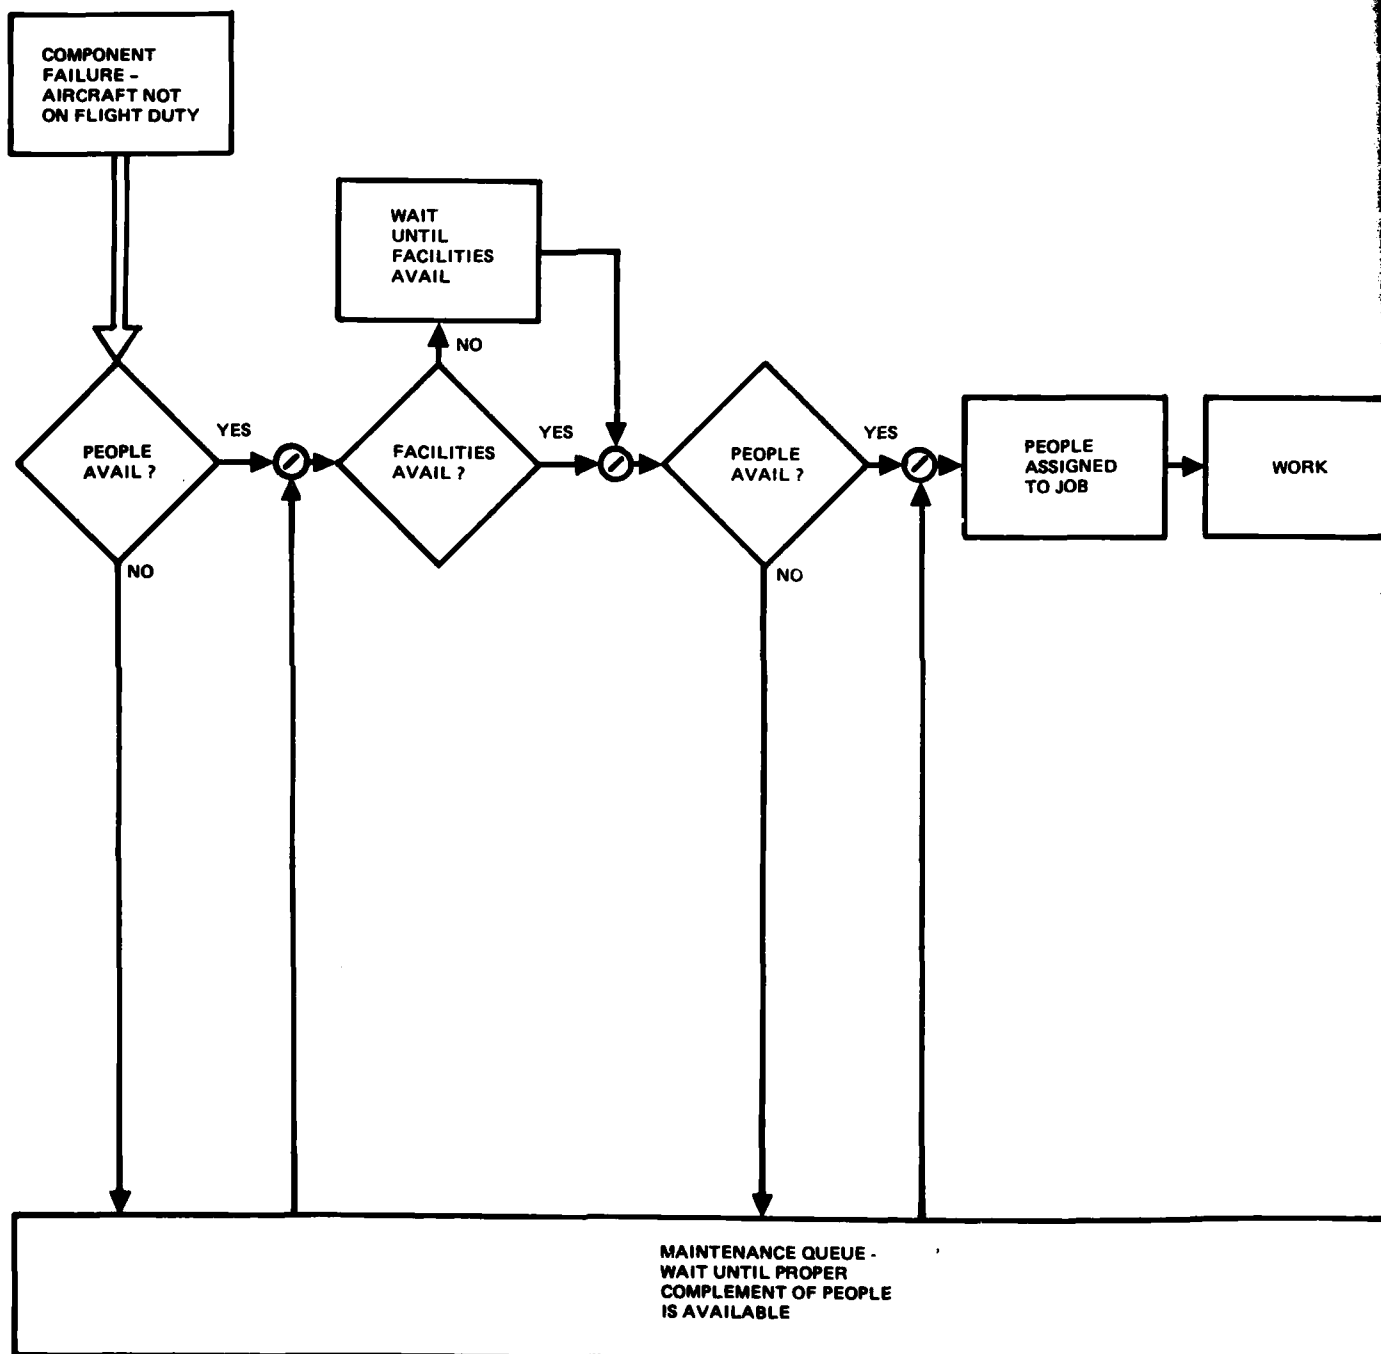 COMPONENT
FAILURE -
AIRCRAFT NOT
ON FLIGHT DUTY
WAIT
UNTIL
FACILITIES
AVAIL
NO
PEOPLE
AVAIL ?
YES
NO
FACILITIES
AVAIL ?
YES
PEOPLE
AVAIL ?
YES
NO
PEOPLE
ASSIGNED
TO JOB
WORK
MAINTENANCE QUEUE -
WAIT UNTIL PROPER
COMPLEMENT OF PEOPLE
IS AVAILABLE